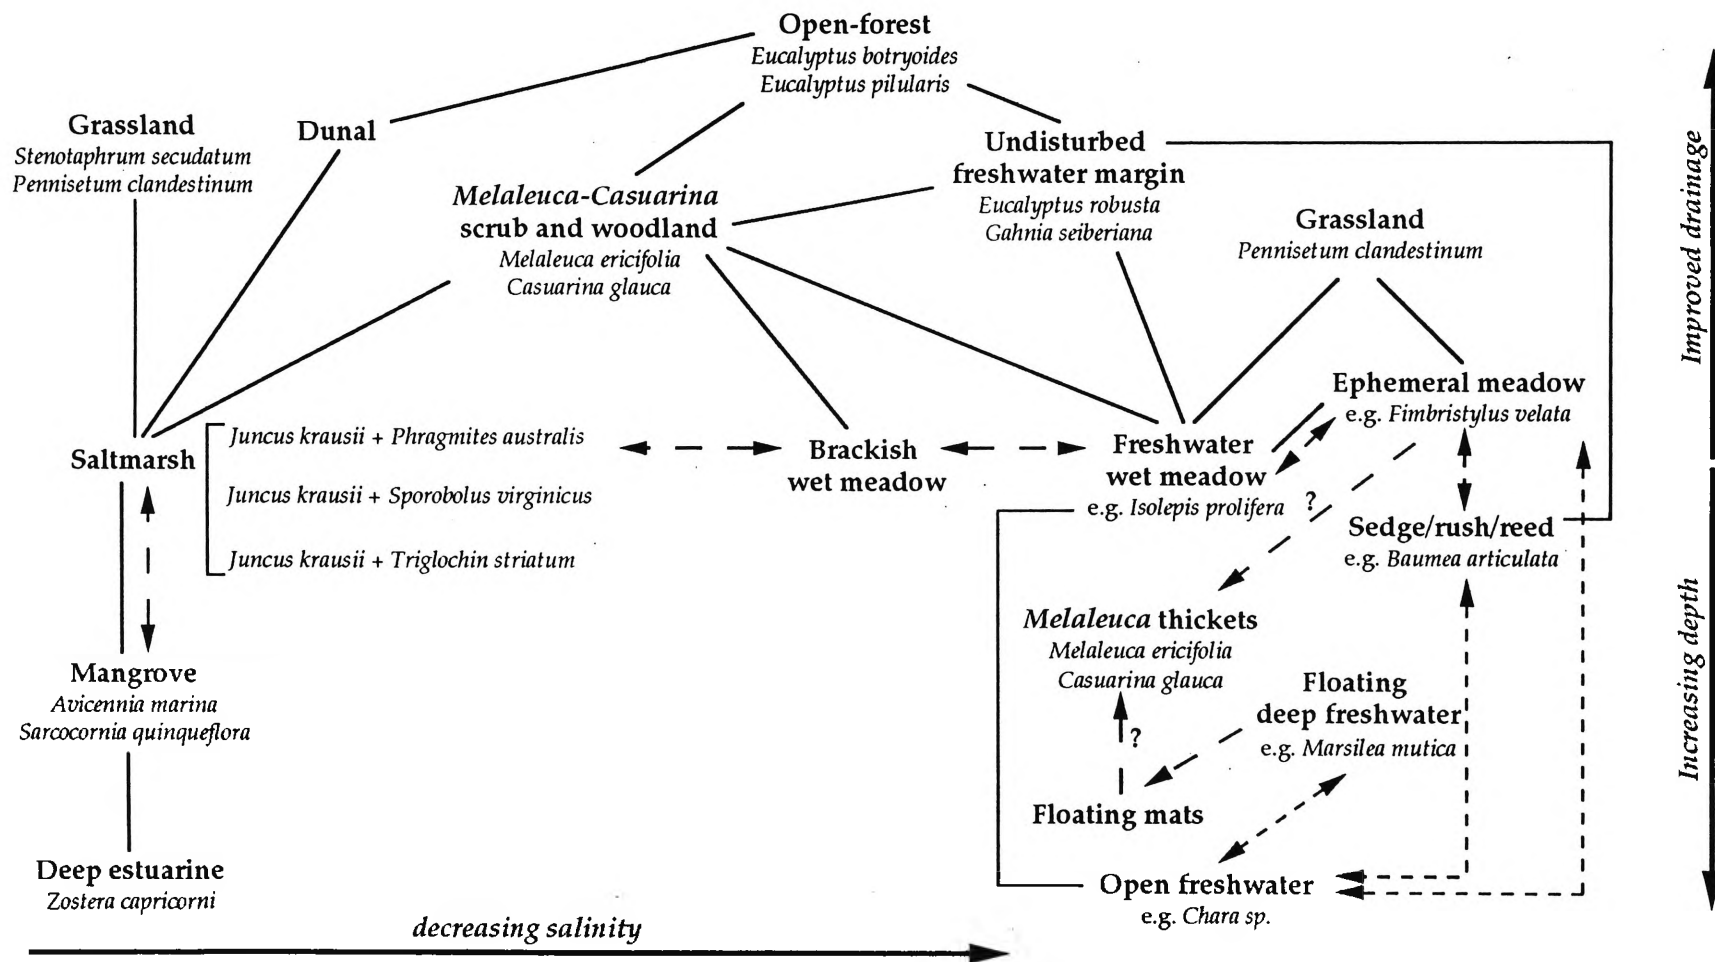 Open-forest
Eucalyptus botryoides
Eucalyptus pilularis
Grassland
Stenotaphrum secudatum
Pennisetum clandestinum
Dunal
Undisturbed
freshwater margin
Eucalyptus robusta
Gahnia seiberiana
Melaleuca-Casuarina
scrub and woodland
Melaleuca ericifolia
Casuarina glauca
Grassland
Pennisetum clandestinum
Improved drainage
Ephemeral meadow
e.g. Fimbristylus velata
Saltmarsh
Juncus krausii + Phragmites australis
Juncus krausii + Sporobolus virginicus
Juncus krausii + Triglochin striatum
Brackish
wet meadow
Freshwater
wet meadow
e.g. Isolepis prolifera
?
Sedge/rush/reed
e.g. Baumea articulata
Increasing depth
Melaleuca thickets
Melaleuca ericifolia
Casuarina glauca
Mangrove
Avicennia marina
Sarcocornia quinqueflora
Floating
deep freshwater
e.g. Marsilea mutica
?
Floating mats
Deep estuarine
Zostera capricorni
Open freshwater
e.g. Chara sp.
decreasing salinity